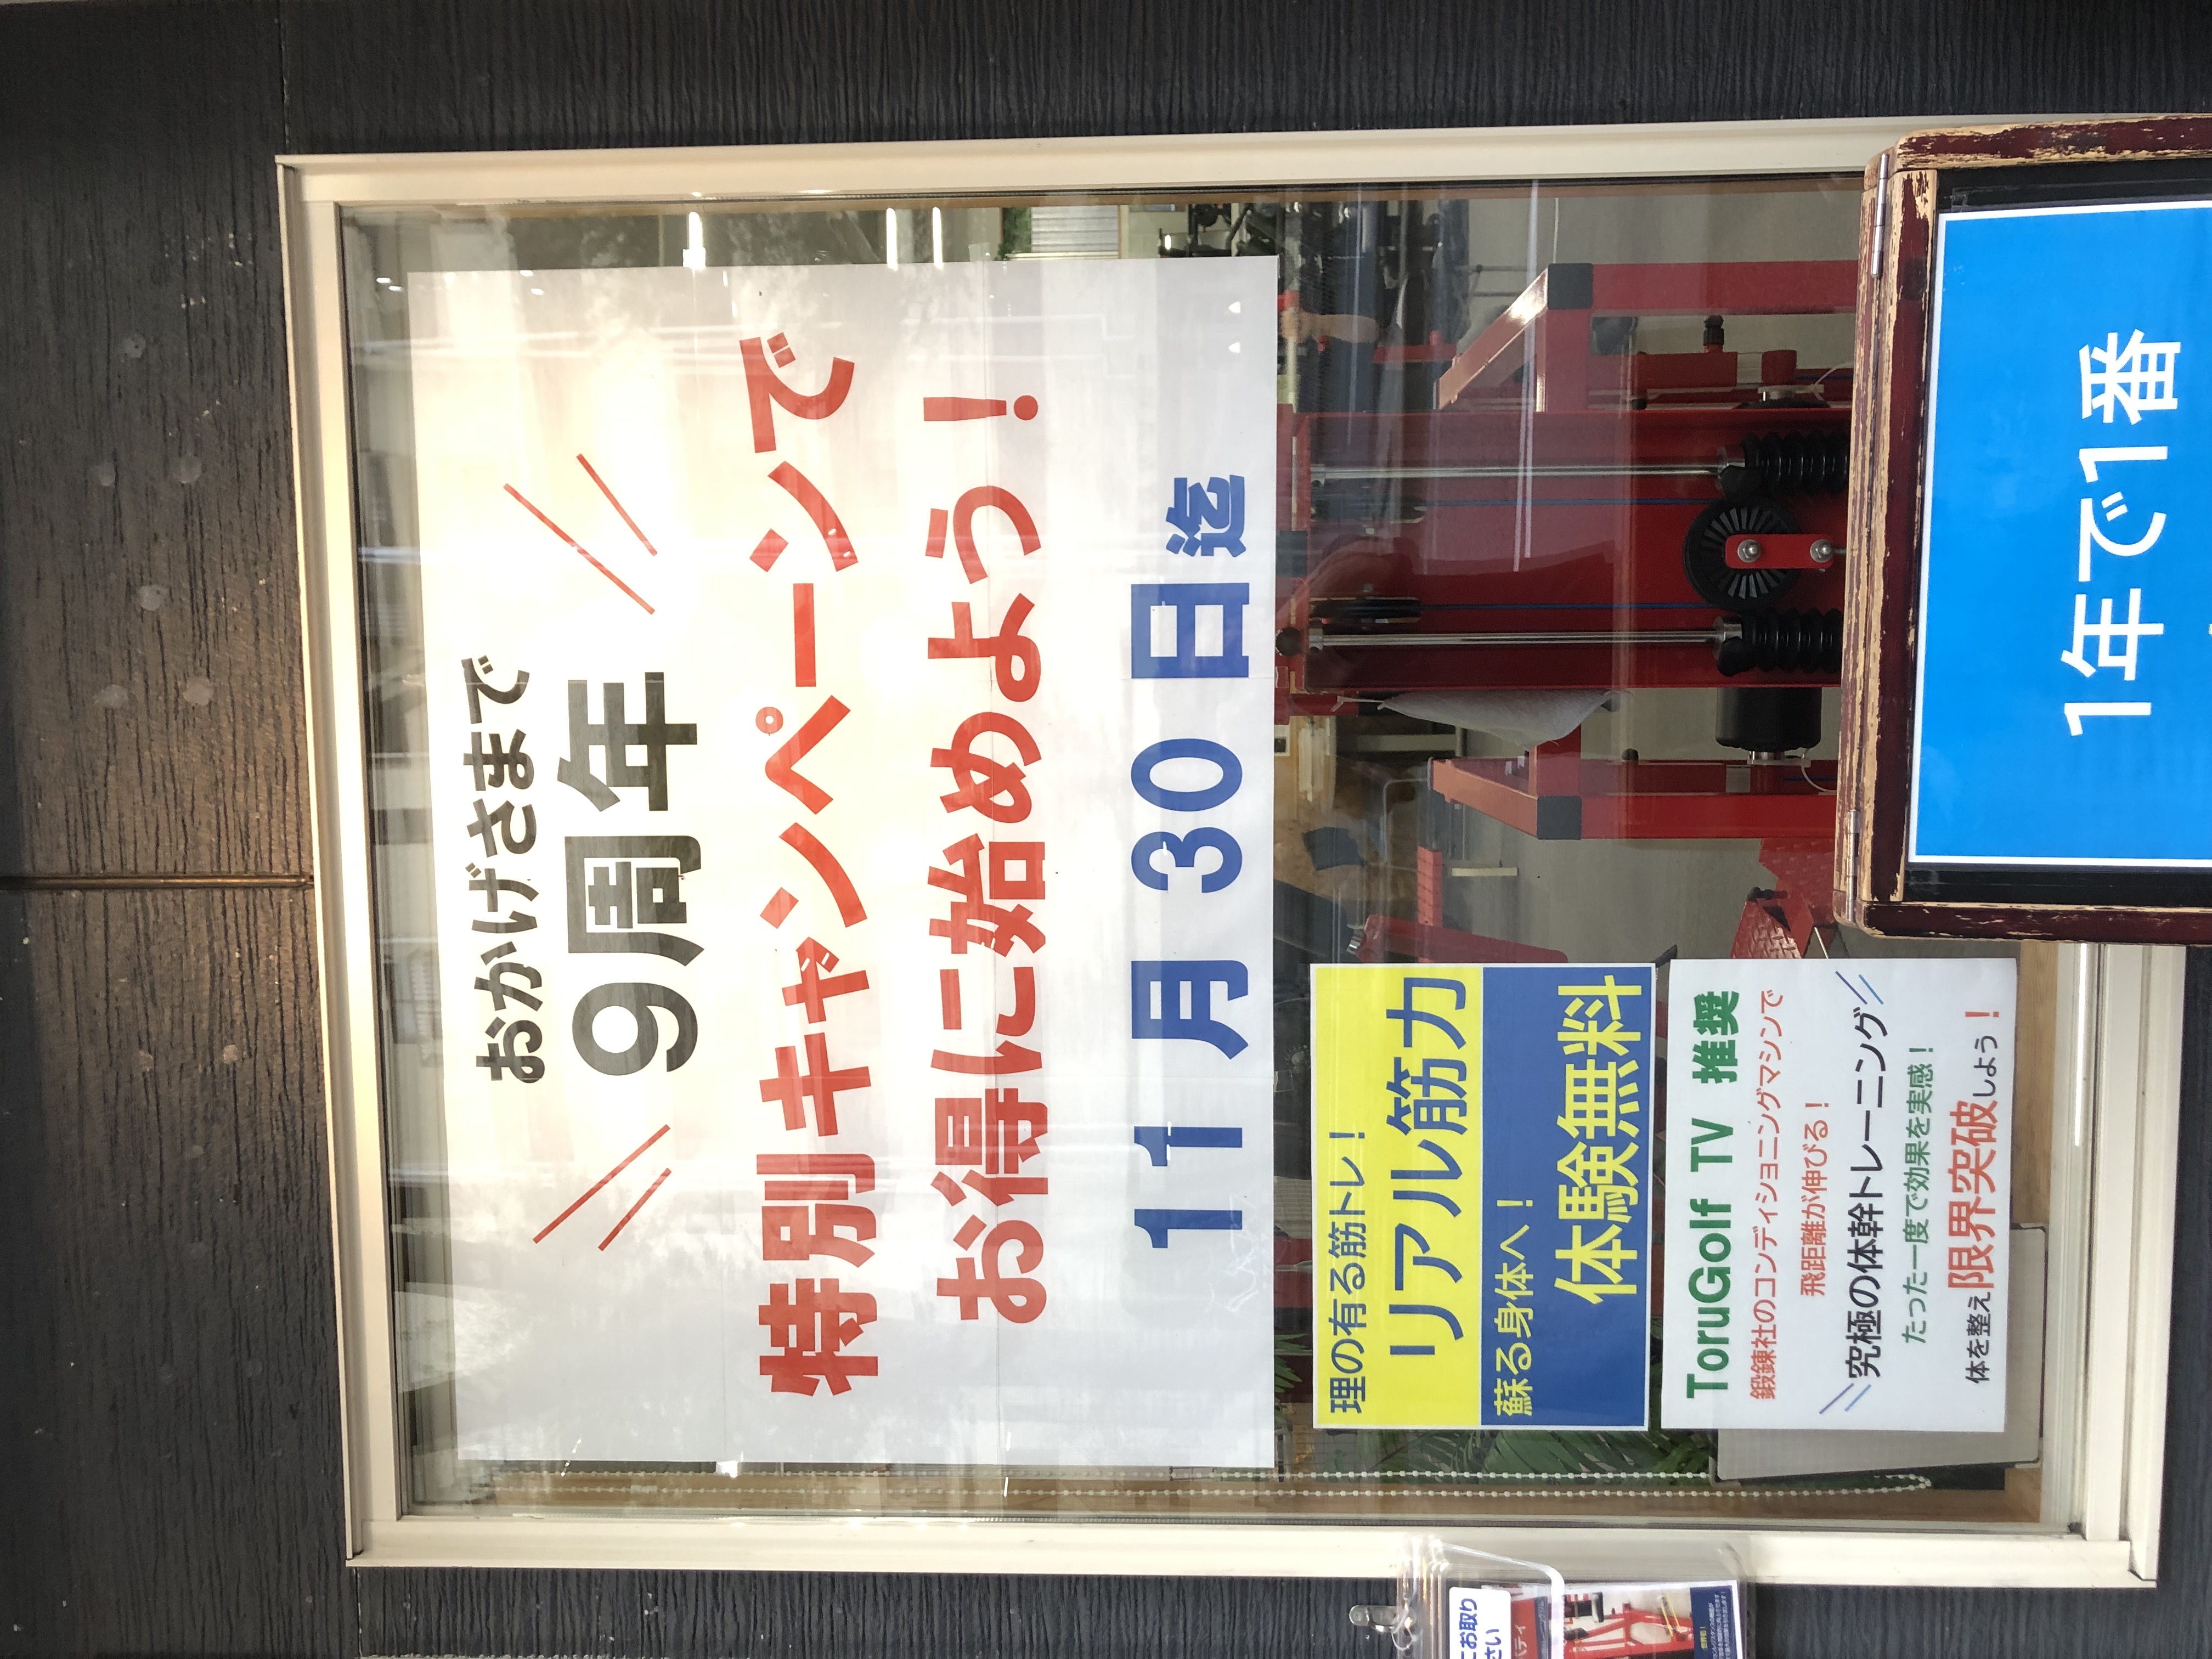 おかげさまで
9周年
特別キャンペーンで
お得に始めよう！
11月30日迄
理の有る筋トレ！
リアル筋力
蘇る身体へ！
体験無料
ToruGolf TV 推奨
鍛錬社のコンディショニングマシンで
飛距離が伸びる！
究極の体幹トレーニング
たった一度で効果を実感！
体を整え限界突破しよう！
1年で1番
にお取り
さい